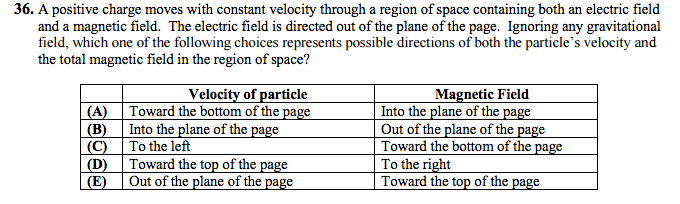 36. A positive charge moves with constant velocity through a region of space containing both an electric field
and a magnetic field. The electric field is directed out of the plane of the page. Ignoring any gravitational
field, which one of the following choices represents possible directions of both the particle's velocity and
the total magnetic field in the region of space?
Velocity of particle Magnetic Field
(A) Toward the bottom of the page Into the plane of the page
(B) Into the plane of the page Out of the plane of the page
(C) To the left Toward the bottom of the page
(D) Toward the top of the page To the right
(E) Out of the plane of the page Toward the top of the page